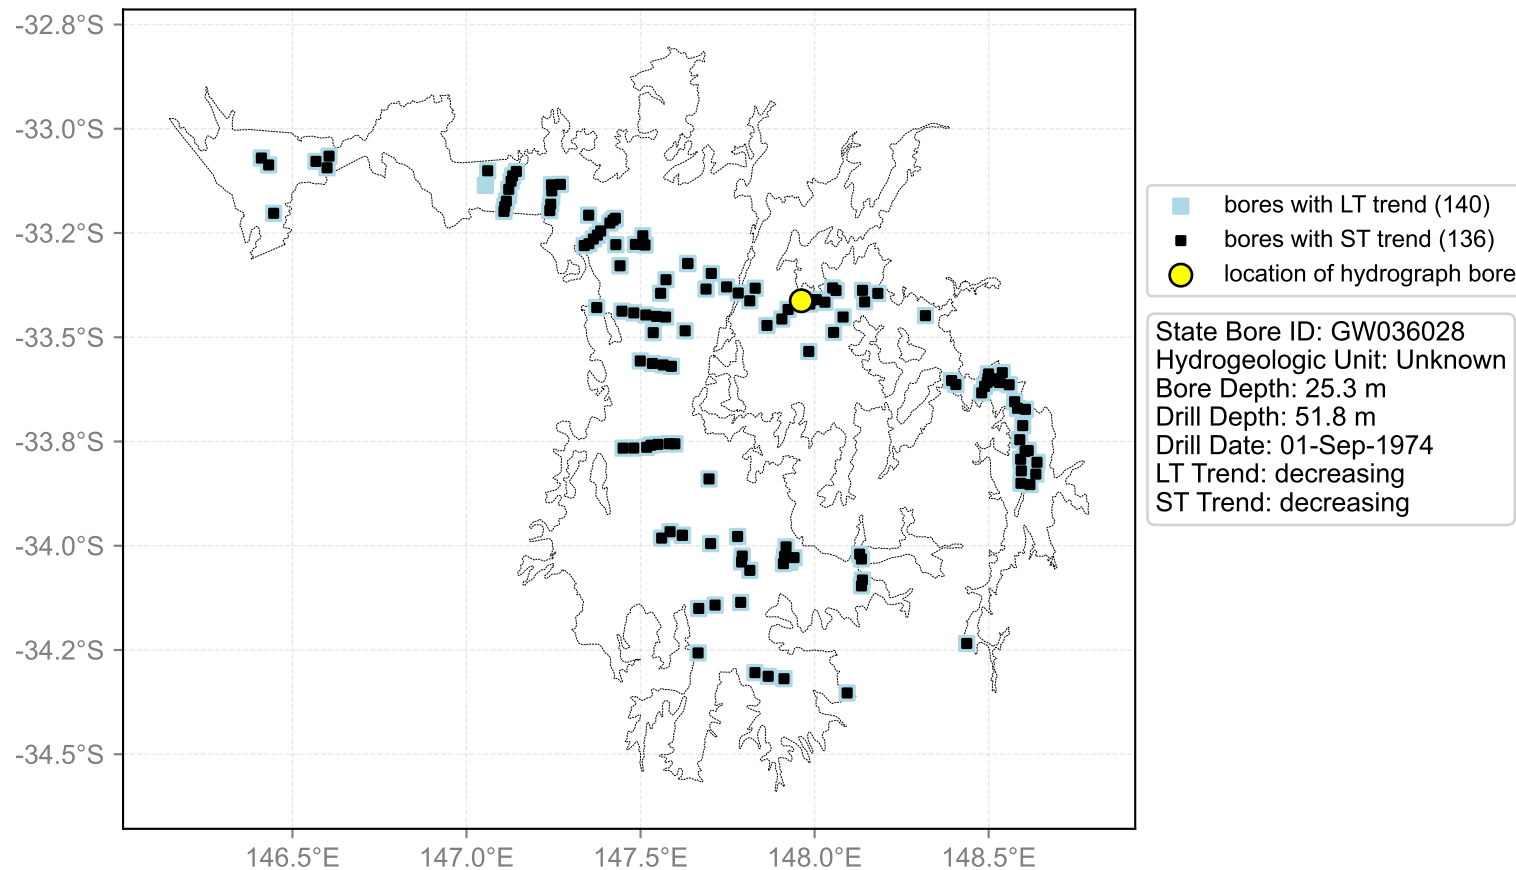 -32.8°S
-33.0°S
-33.2°S
-33.5°S
-33.8°S
-34.0°S
-34.2°S
-34.5°S
146.5°E
147.0°E
147.5°E
148.0°E
148.5°E
bores with LT trend (140)
bores with ST trend (136)
location of hydrograph bore
State Bore ID: GW036028
Hydrogeologic Unit: Unknown
Bore Depth: 25.3 m
Drill Depth: 51.8 m
Drill Date: 01-Sep-1974
LT Trend: decreasing
ST Trend: decreasing